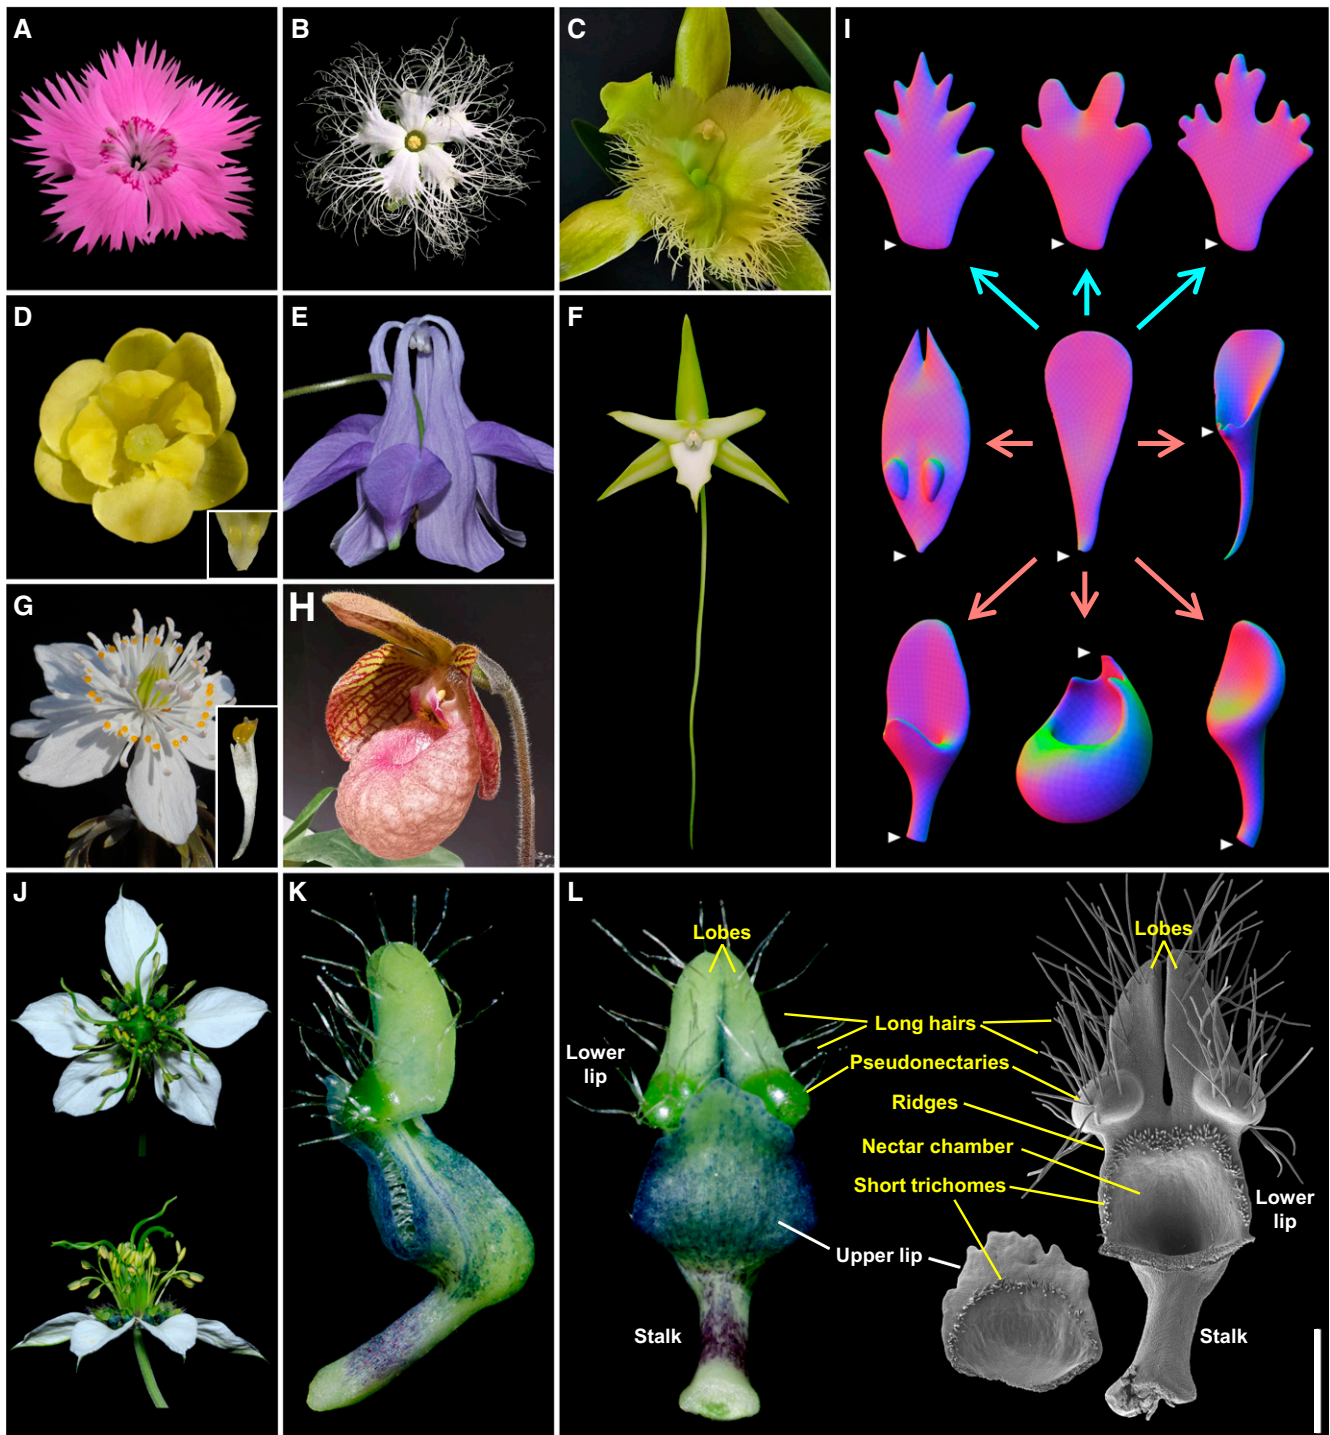 A
B
C
I
D
E
F
G
H
J
K
L
Lobes
Lobes
Long hairs
Lower
lip
Pseudonectaries
Ridges
Nectar chamber
Short trichomes
Lower
lip
Upper lip
Stalk
Stalk